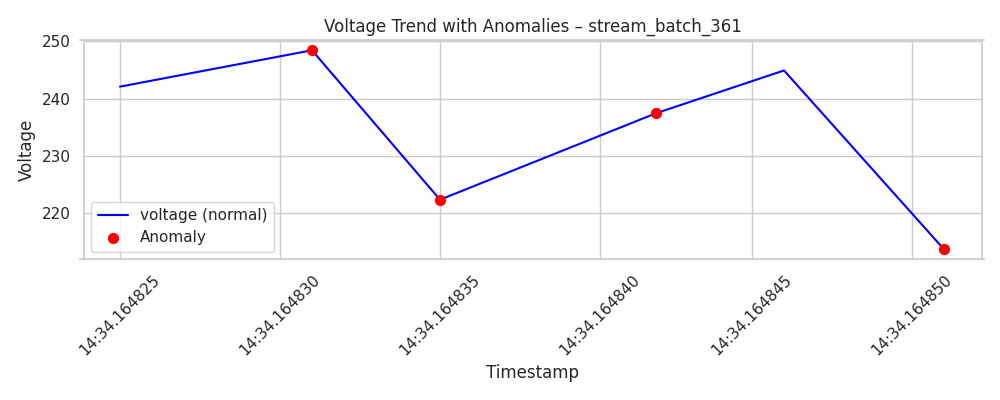 Voltage Trend with Anomalies – stream_batch_361
Voltage
250
240
230
220
voltage (normal)
Anomaly
14:34.164825
14:34.164830
14:34.164835
14:34.164840
14:34.164845
14:34.164850
Timestamp